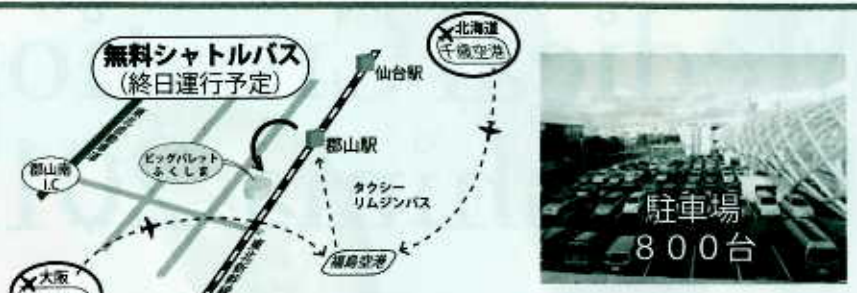 無料シャトルバス
(終日運行予定)
北海道
千歳空港
仙台駅
郡山駅
郡山南
I.C
ビッグパレット
ふくしま
タクシー
リムジンバス
福島空港
大阪
駐車場
800台